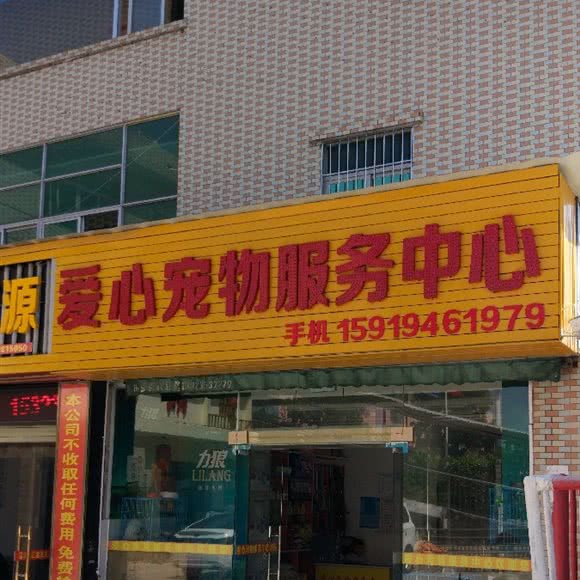 爱心宠物服务中心
手机 15919461979
源
本公司不收取任何费用 免费
力狼
LILANG